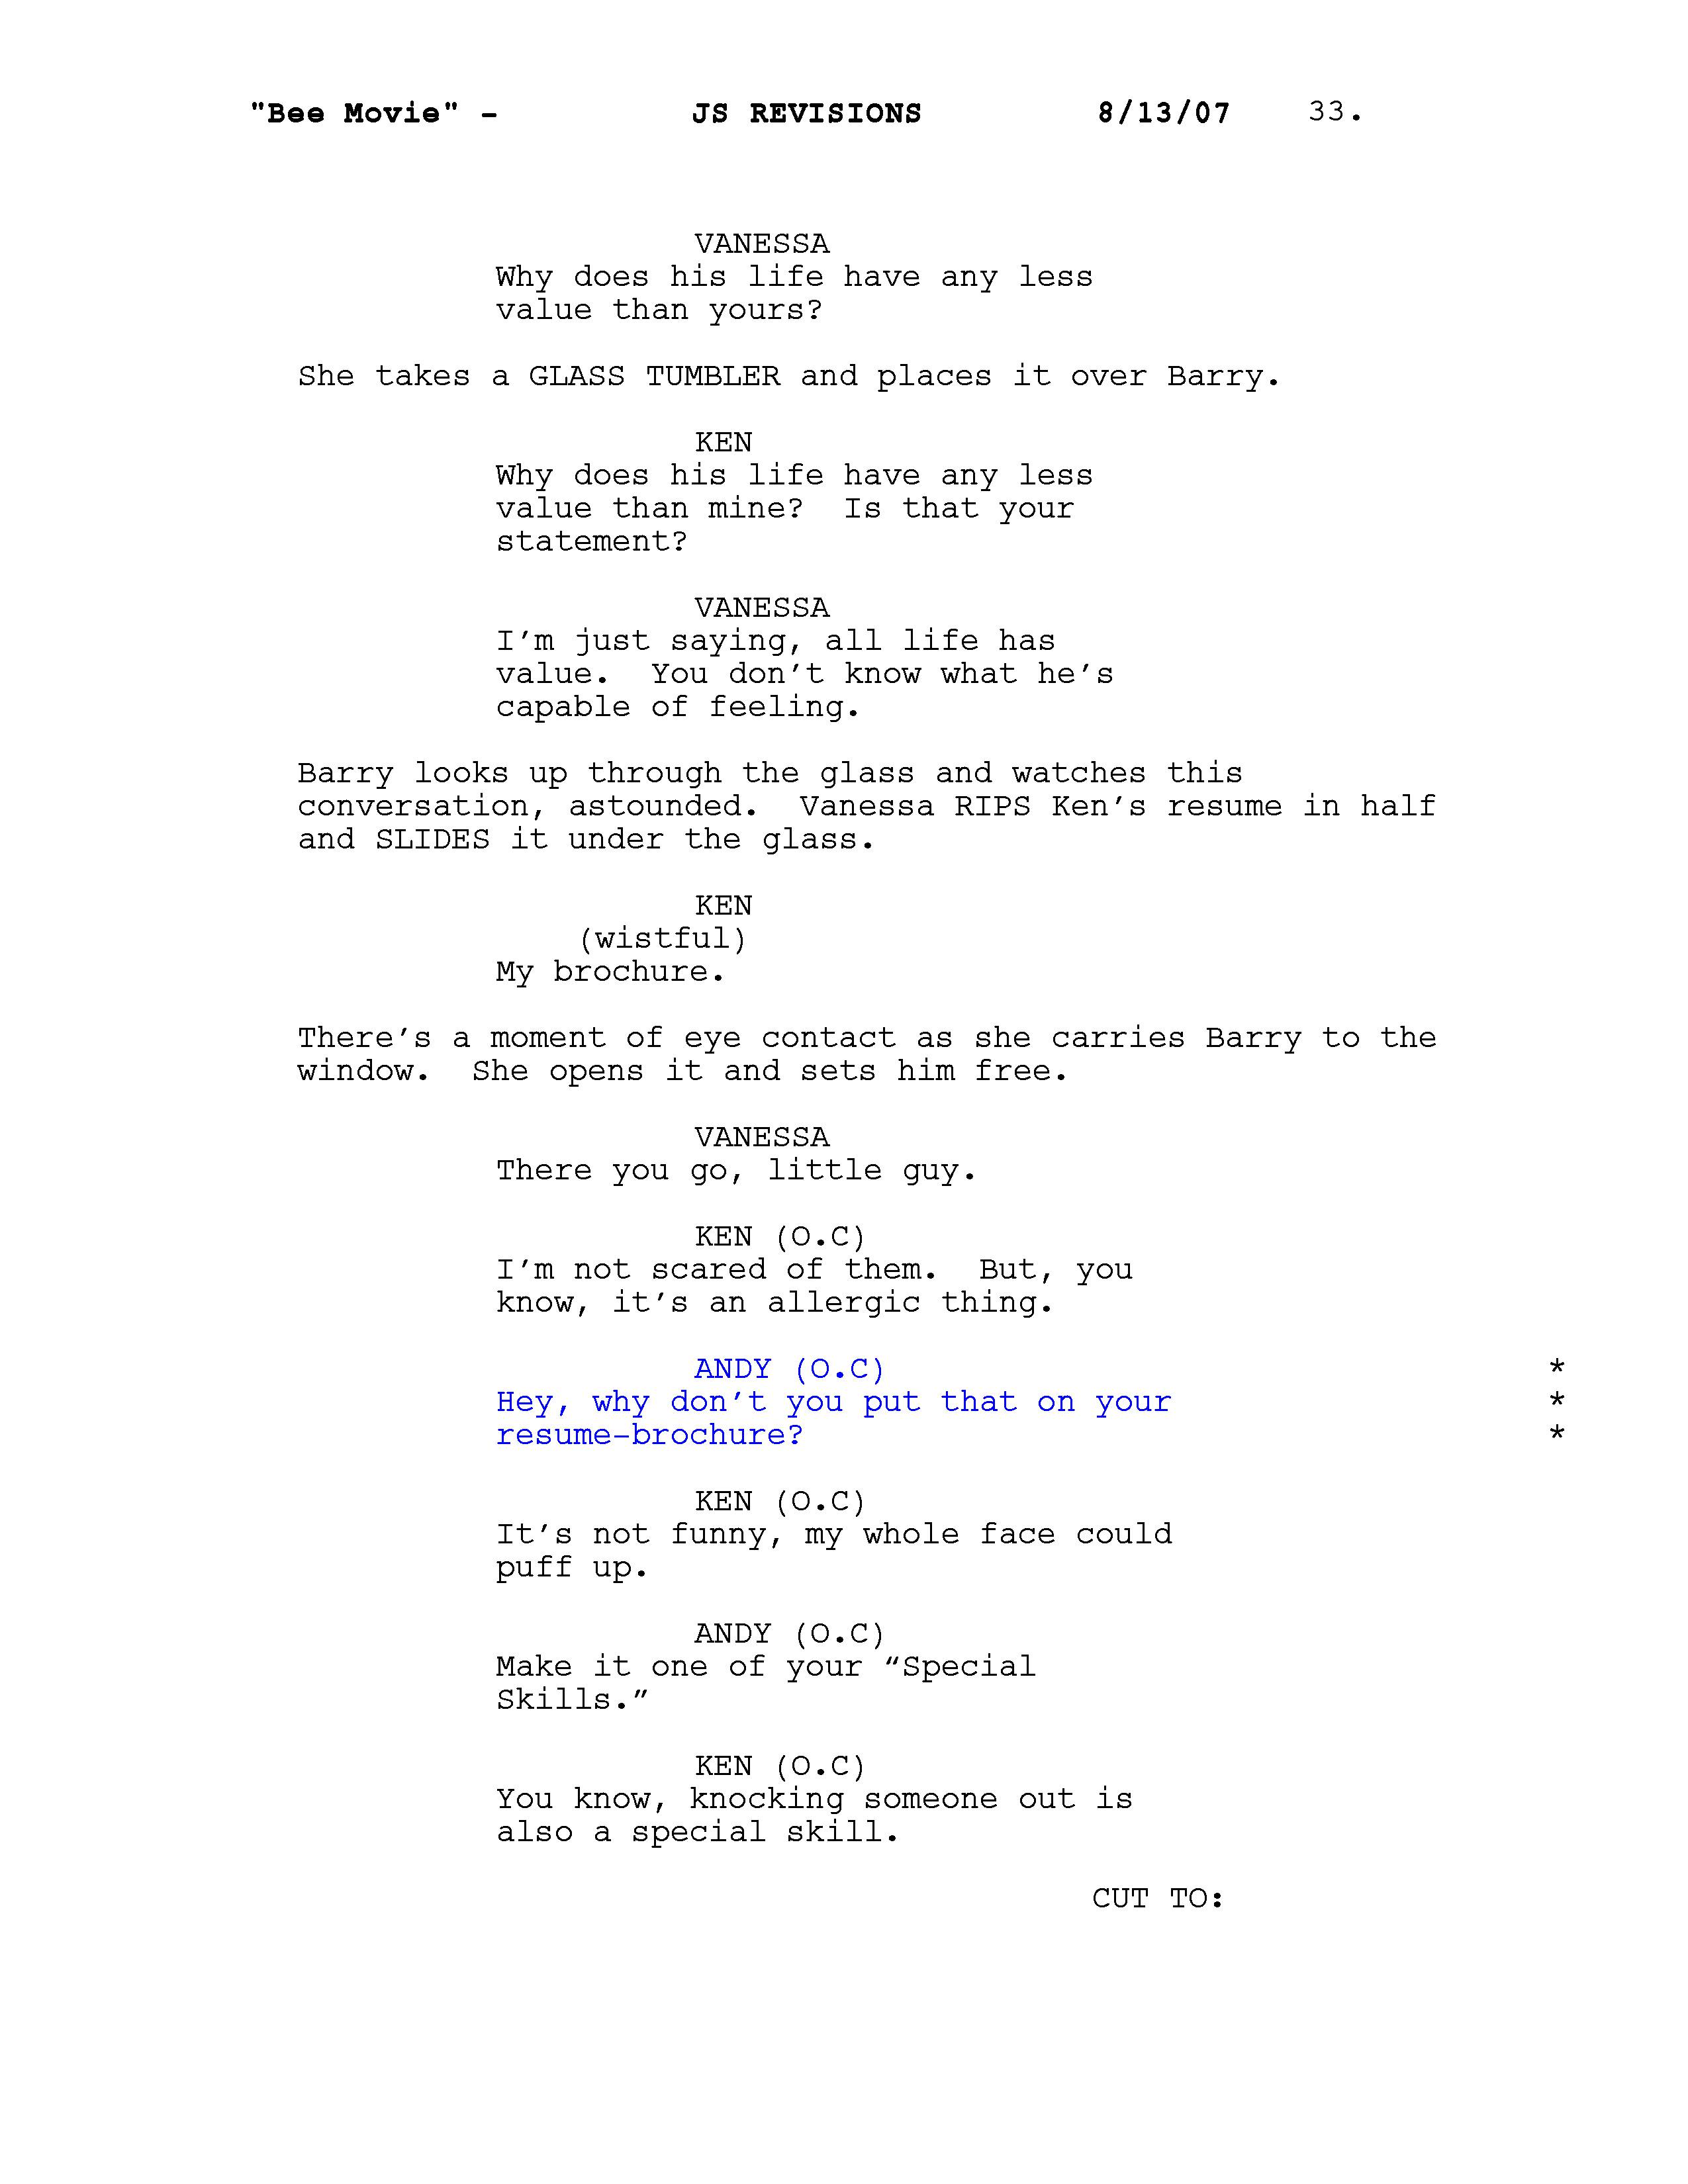 "Bee Movie" - JS REVISIONS 8/13/07 33.
VANESSA
Why does his life have any less
value than yours?
She takes a GLASS TUMBLER and places it over Barry.
KEN
Why does his life have any less
value than mine?  Is that your
statement?
VANESSA
I’m just saying, all life has
value.  You don’t know what he’s
capable of feeling.
Barry looks up through the glass and watches this
conversation, astounded.  Vanessa RIPS Ken’s resume in half
and SLIDES it under the glass.
KEN
(wistful)
My brochure.
There’s a moment of eye contact as she carries Barry to the
window.  She opens it and sets him free.
VANESSA
There you go, little guy.
KEN (O.C)
I’m not scared of them.  But, you
know, it’s an allergic thing.
ANDY (O.C) *
Hey, why don’t you put that on your *
resume-brochure? *
KEN (O.C)
It’s not funny, my whole face could
puff up.
ANDY (O.C)
Make it one of your “Special
Skills.”
KEN (O.C)
You know, knocking someone out is
also a special skill.
CUT TO: